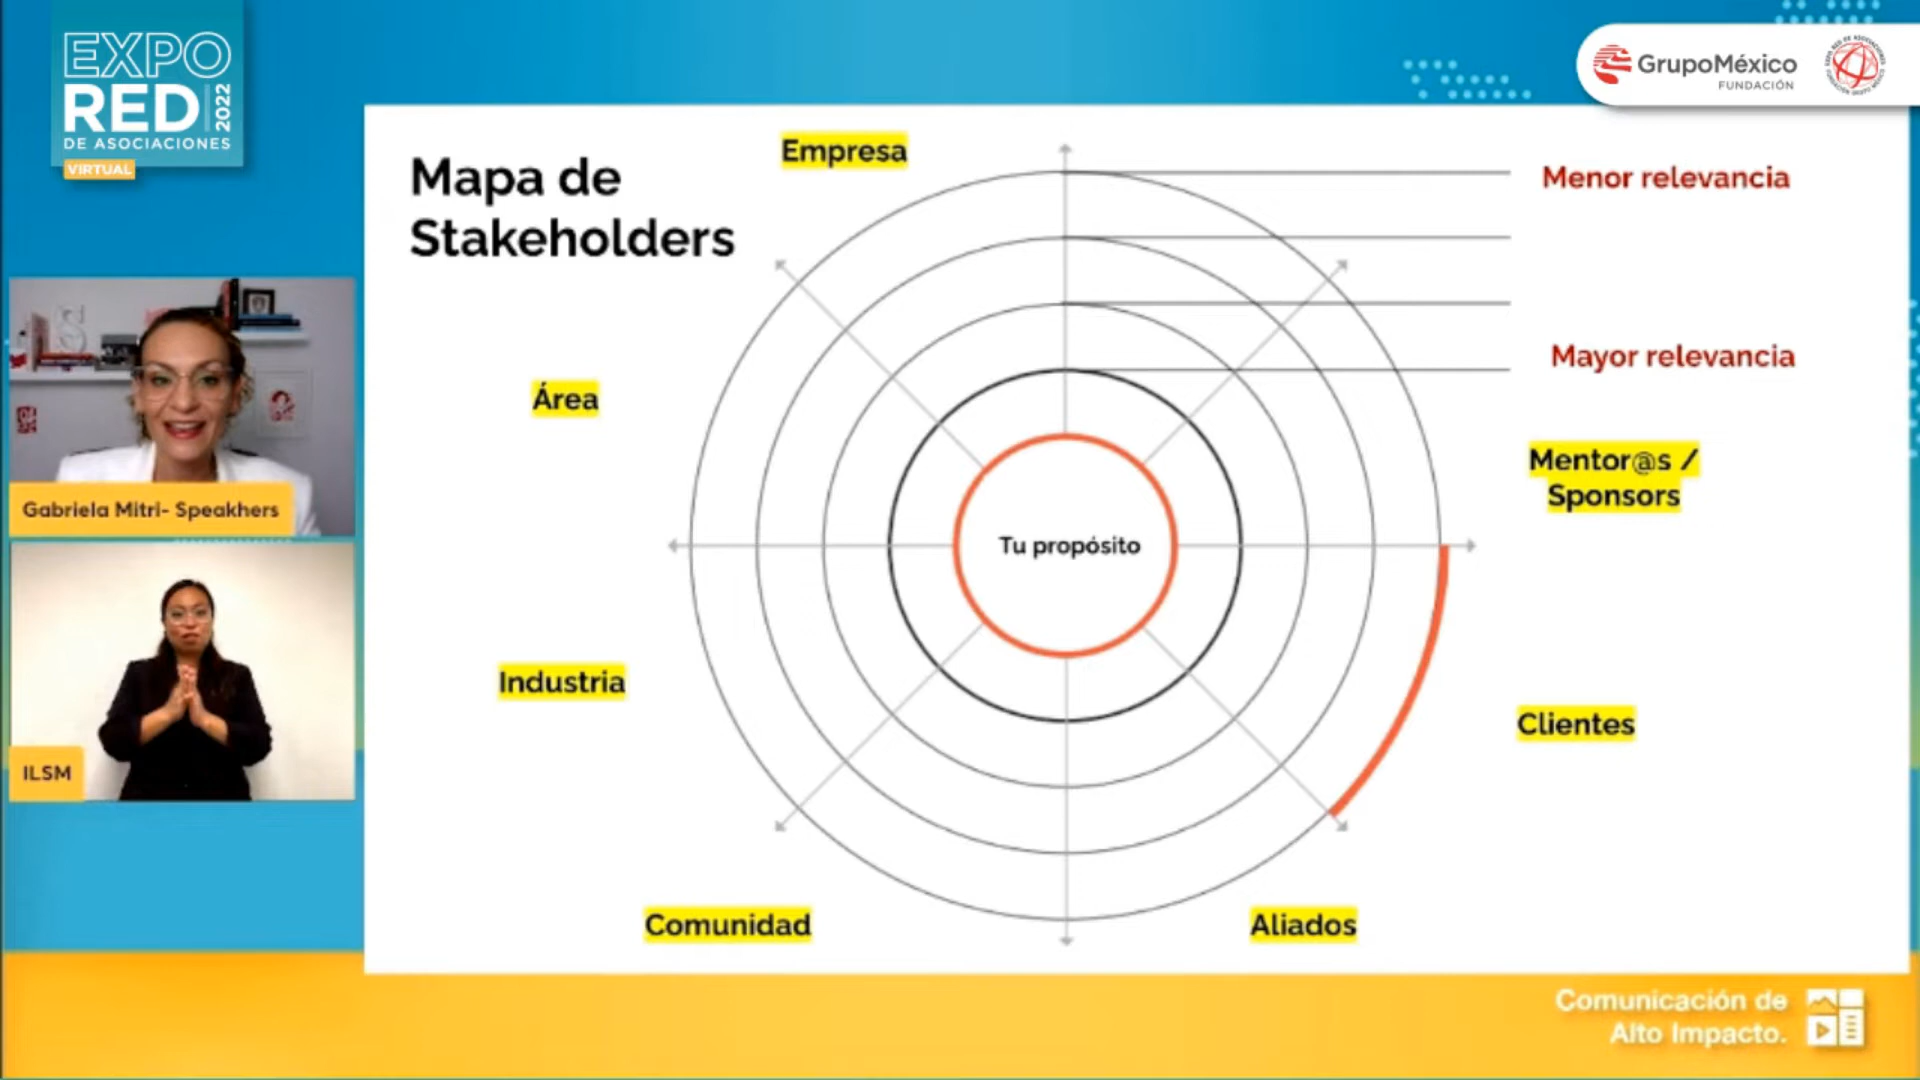 EXPO
RED 2022
DE ASOCIACIONES
VIRTUAL
GrupoMéxico
FUNDACIÓN
Mapa de
Stakeholders
Empresa
Menor relevancia
Mayor relevancia
Área
Mentor@s /
Sponsors
Tu propósito
Industria
Clientes
Comunidad
Aliados
Gabriela Mitri- Speakhers
ILSM
Comunicación de
Alto Impacto.